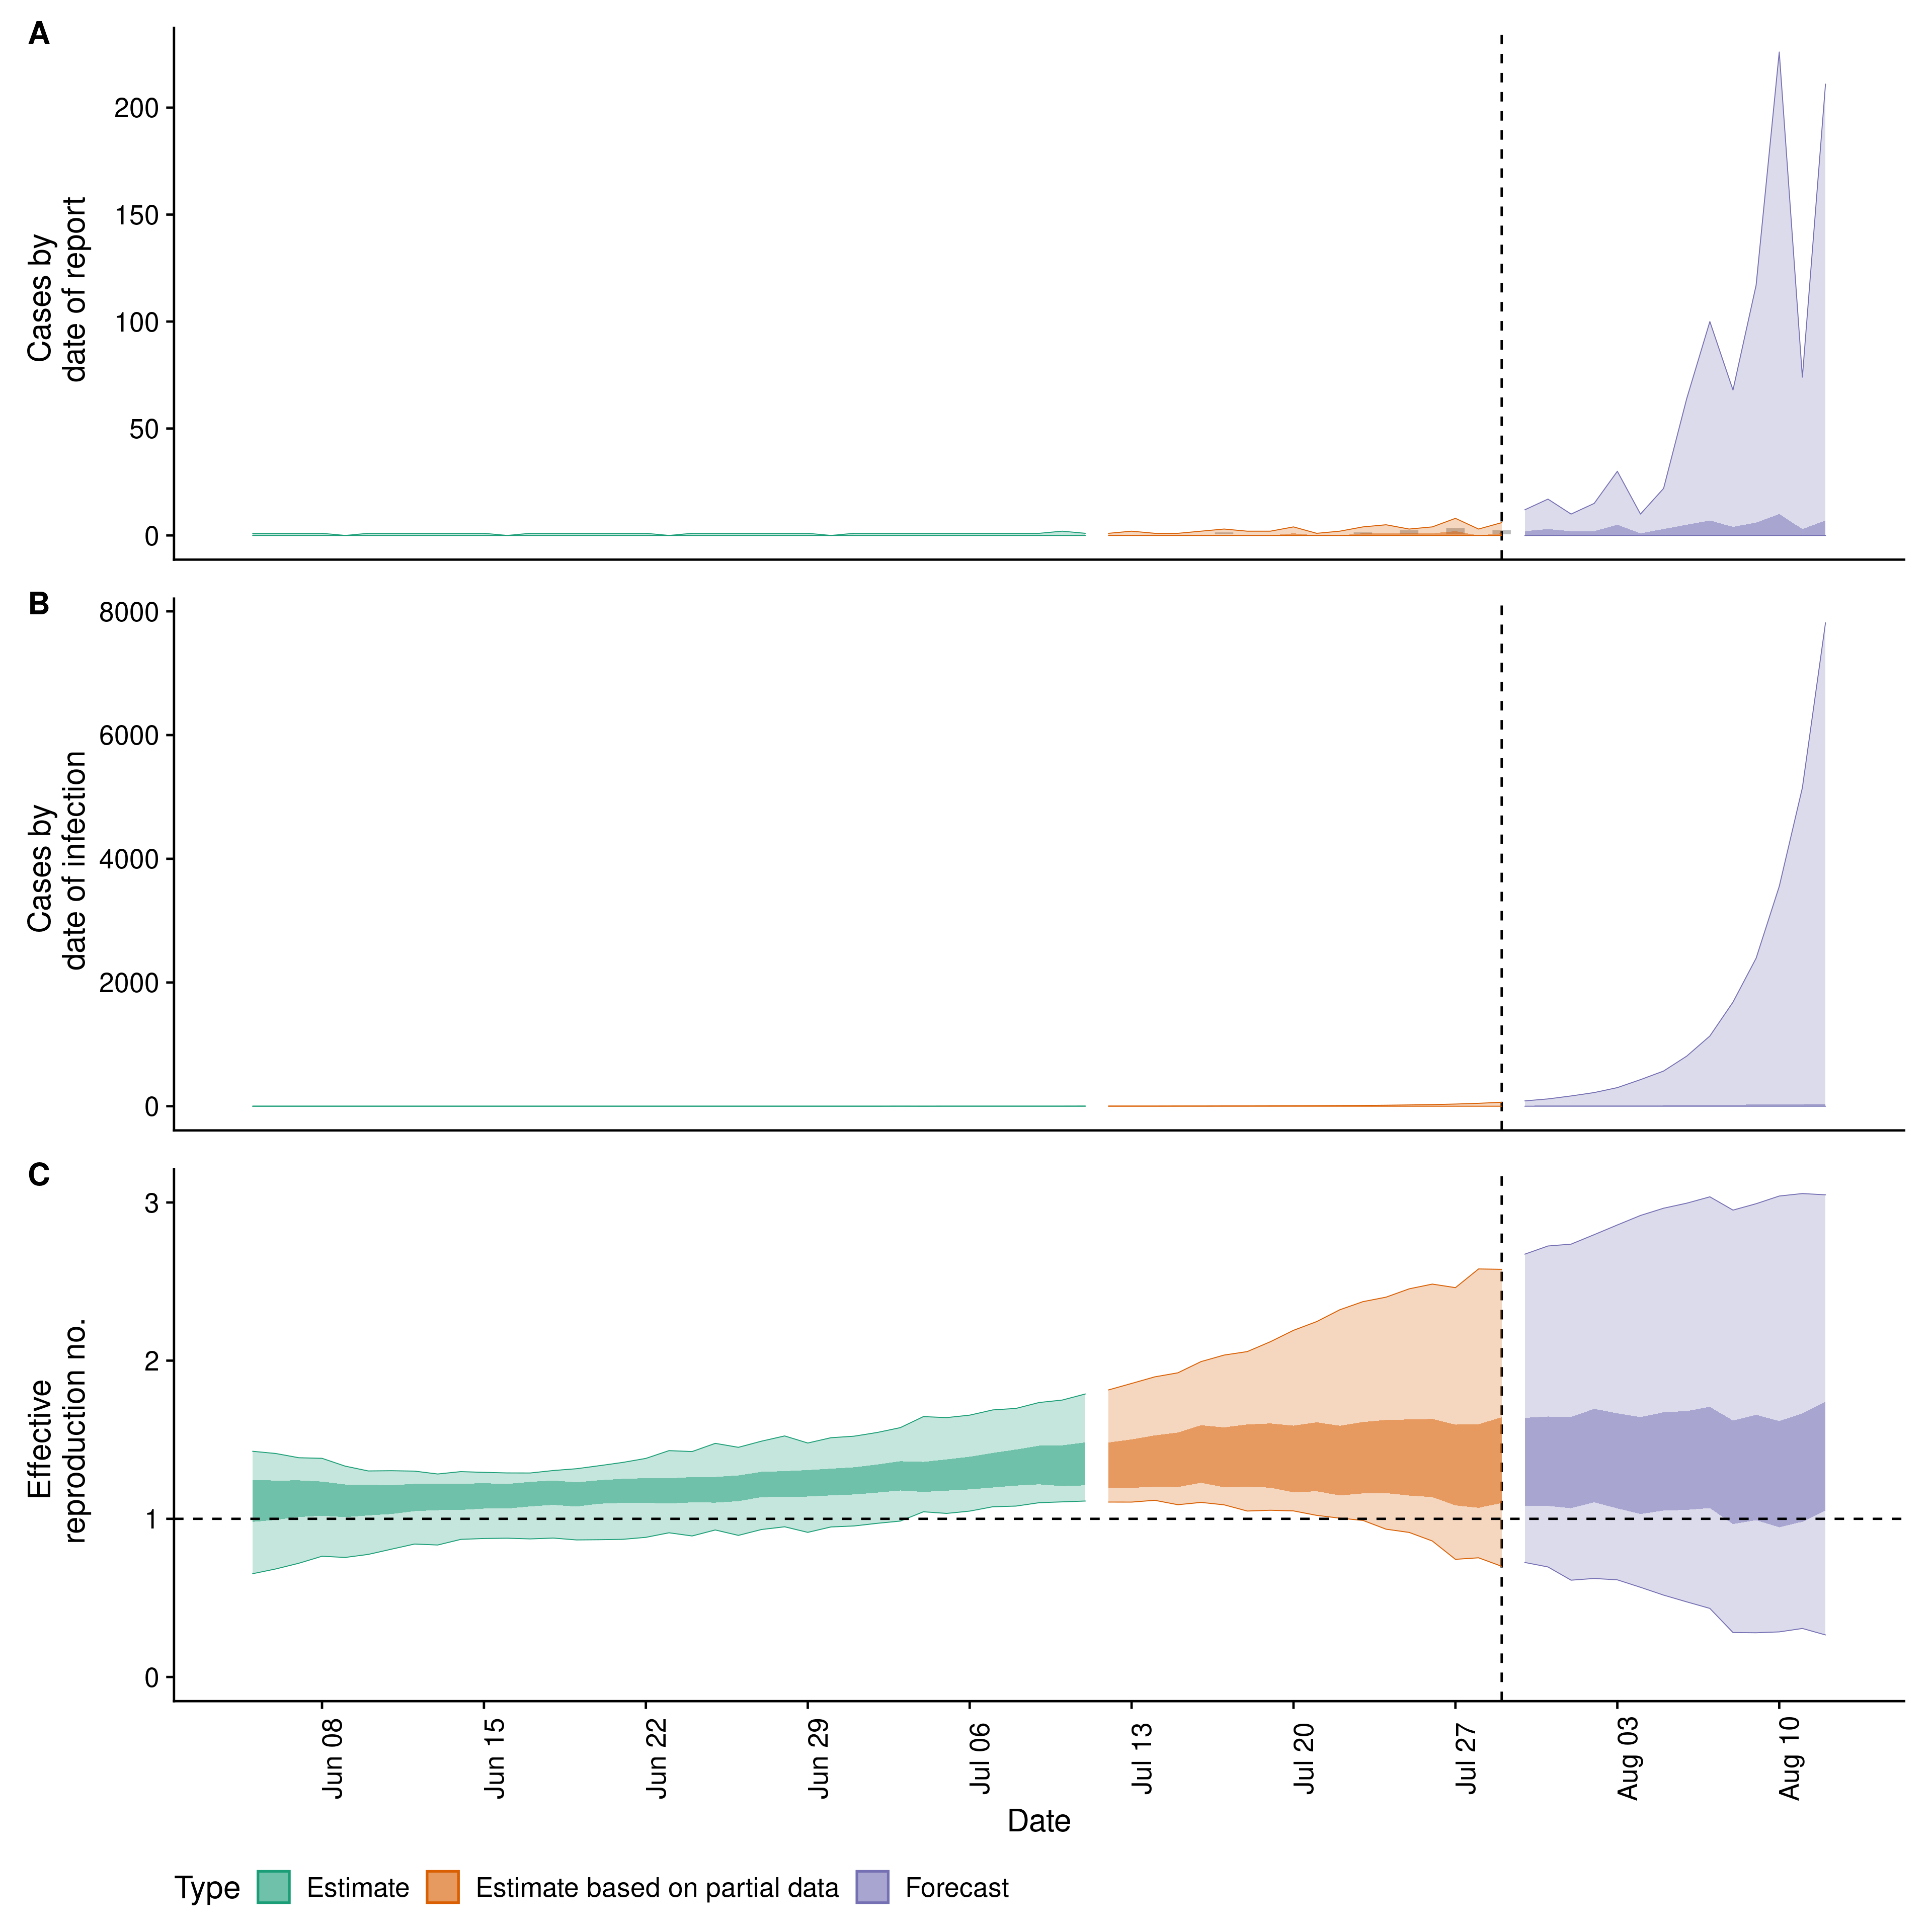 A
Cases by
date of report
200
150
100
50
0
B
Cases by
date of infection
8000
6000
4000
2000
0
C
Effective
reproduction no.
3
2
1
0
Jun 08
Jun 15
Jun 22
Jun 29
Jul 06
Jul 13
Jul 20
Jul 27
Aug 03
Aug 10
Date
Type Estimate Estimate based on partial data Forecast